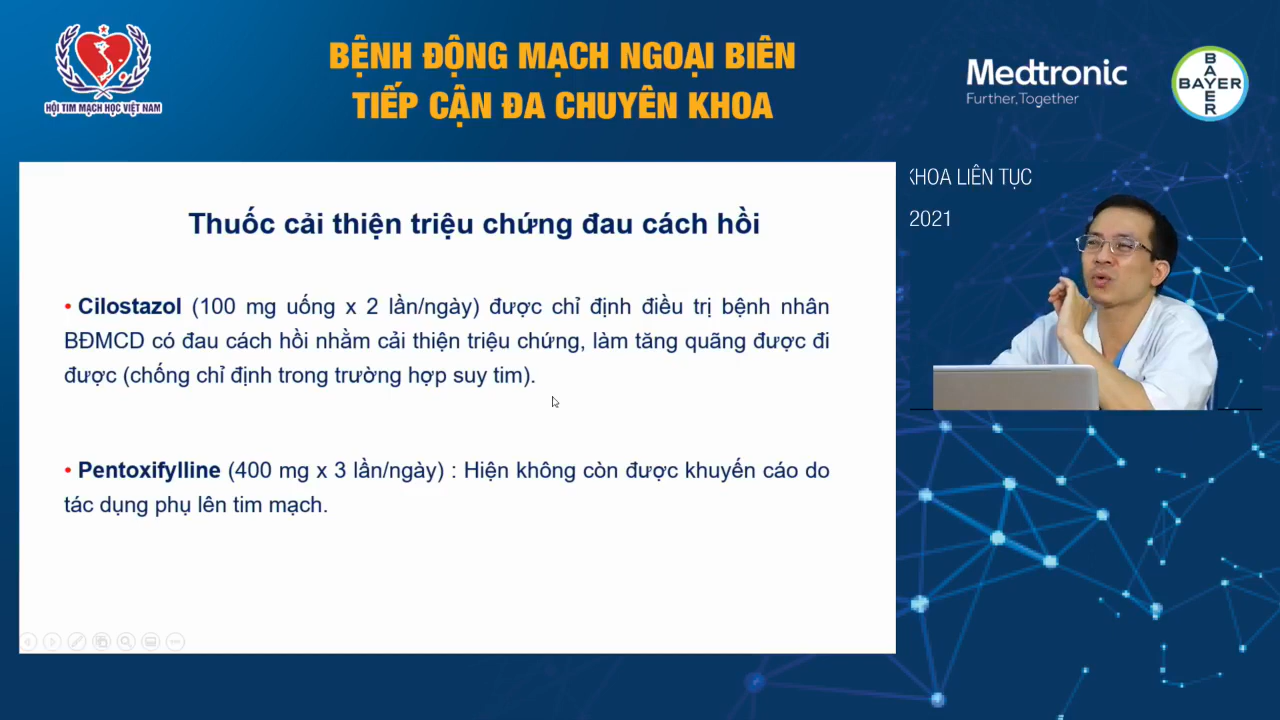 HỘI TIM MẠCH HỌC VIỆT NAM
BỆNH ĐỘNG MẠCH NGOẠI BIÊN
TIẾP CẬN ĐA CHUYÊN KHOA
Medtronic
Further, Together
BAYER
BAYER
KHOA LIÊN TỤC
2021
Thuốc cải thiện triệu chứng đau cách hồi
• Cilostazol (100 mg uống x 2 lần/ngày) được chỉ định điều trị bệnh nhân
BĐMCD có đau cách hồi nhằm cải thiện triệu chứng, làm tăng quãng được đi
được (chống chỉ định trong trường hợp suy tim).
• Pentoxifylline (400 mg x 3 lần/ngày) : Hiện không còn được khuyến cáo do
tác dụng phụ lên tim mạch.